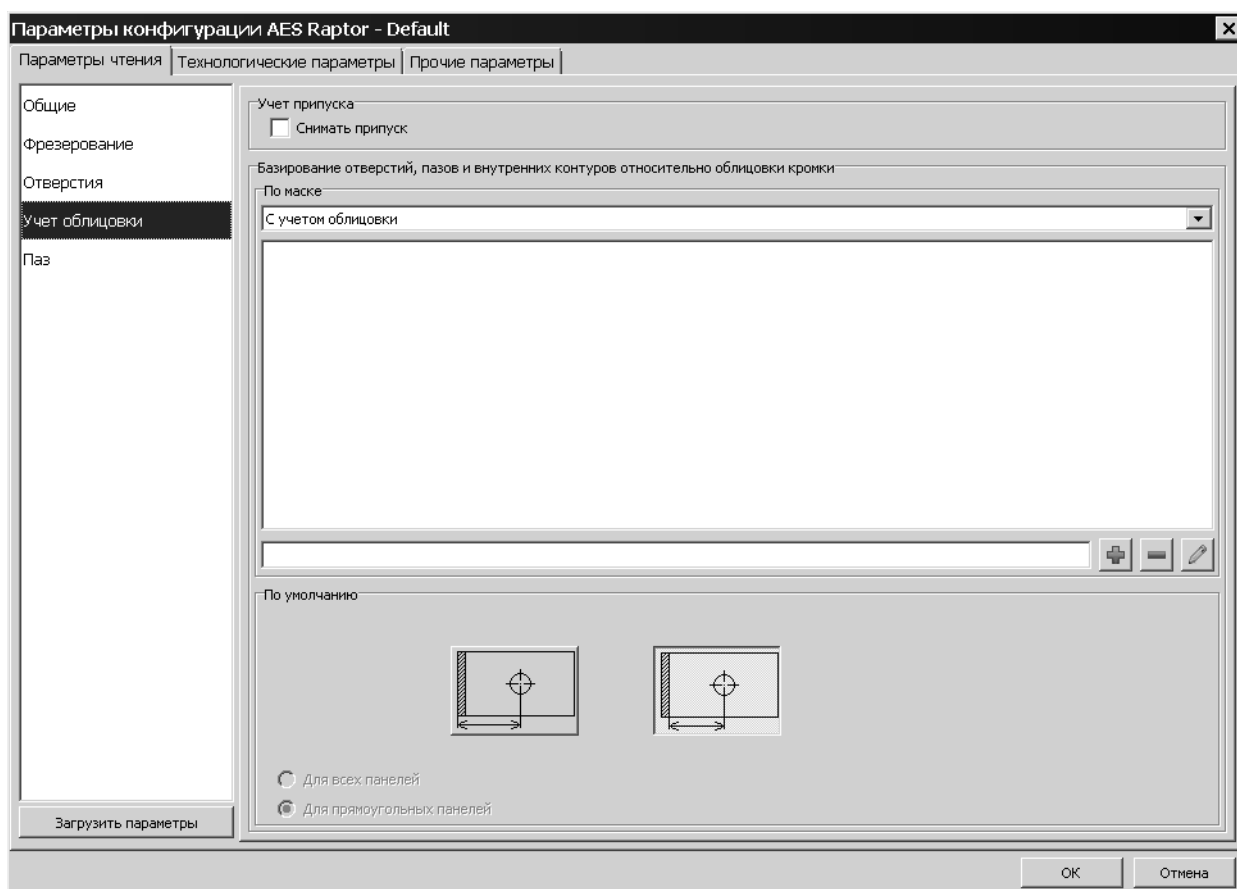 Параметры конфигурации AES Raptor - Default
Параметры чтения Технологические параметры Прочие параметры
Общие
Фрезерование
Отверстия
Учет облицовки
Паз
Загрузить параметры
Учет припуска
Снимать припуск
Базирование отверстий, пазов и внутренних контуров относительно облицовки кромки
По маске
С учетом облицовки
По умолчанию
Для всех панелей
Для прямоугольных панелей
ОК Отмена